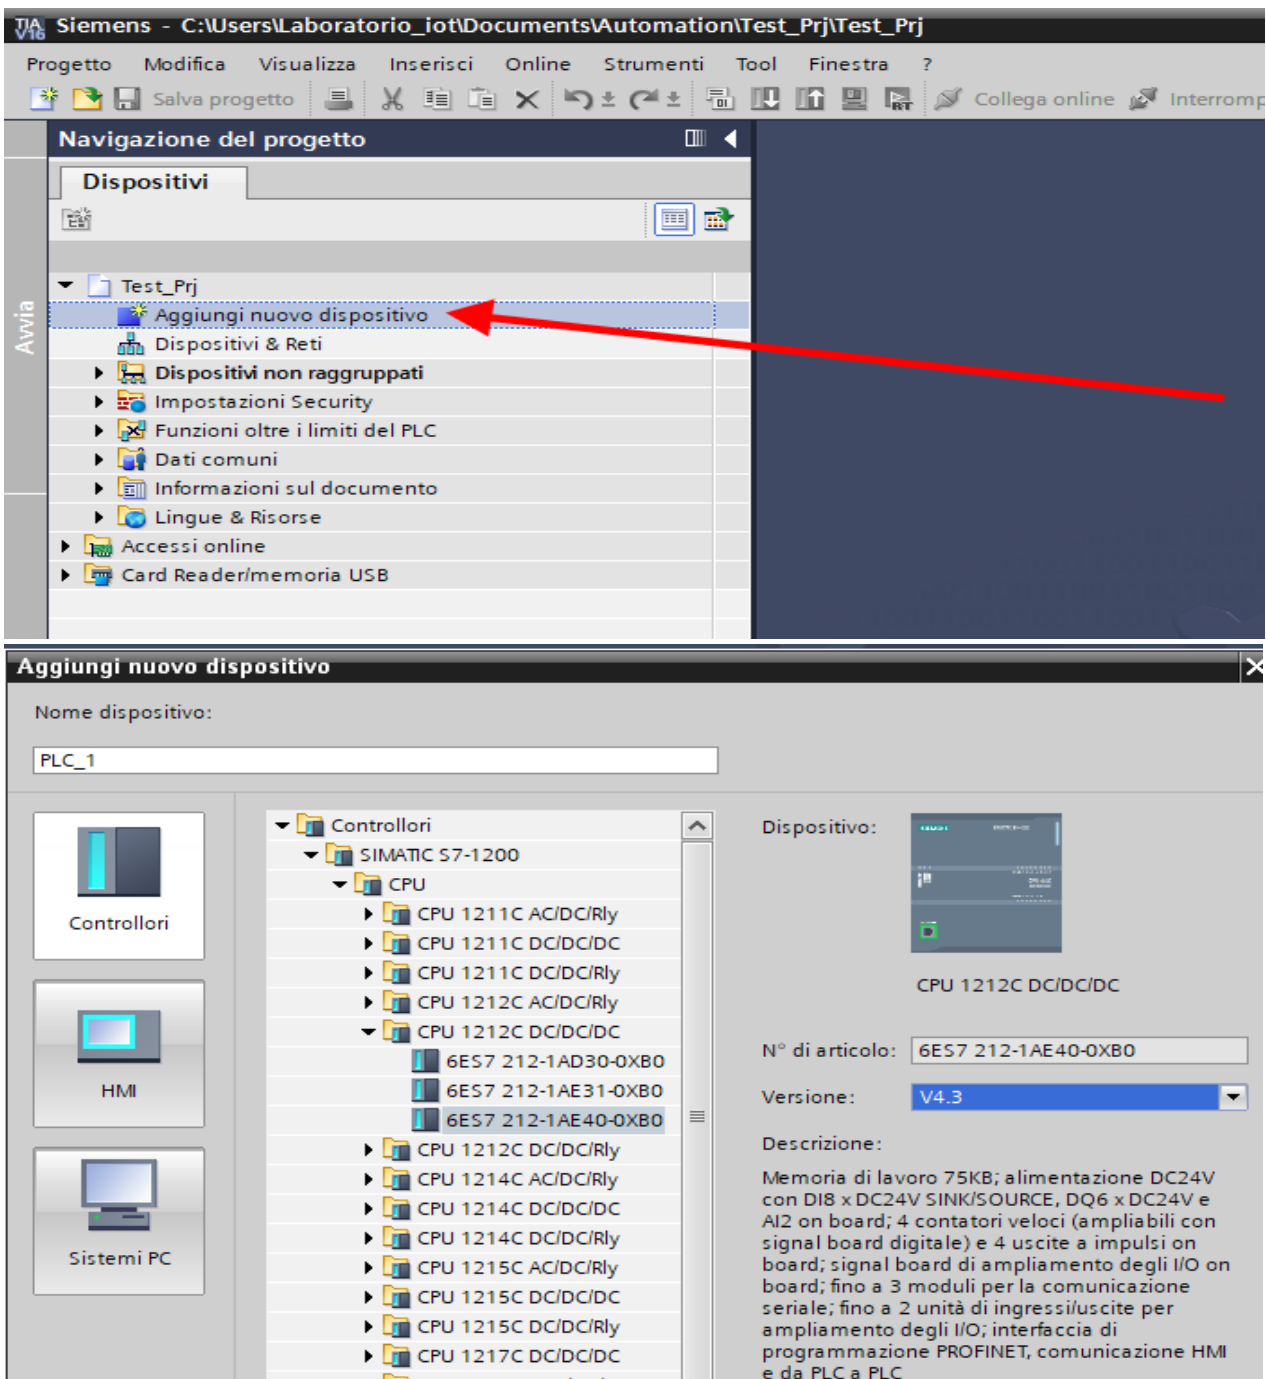 TIA V16 Siemens - C:\Users\Laboratorio_iot\Documents\Automation\Test_Prj\Test_Prj
Progetto Modifica Visualizza Inserisci Online Strumenti Tool Finestra ?
Salva progetto Collega online Interromp
Navigazione del progetto
Dispositivi
Avvia
Test_Prj
Aggiungi nuovo dispositivo
Dispositivi & Reti
Dispositivi non raggruppati
Impostazioni Security
Funzioni oltre i limiti del PLC
Dati comuni
Informazioni sul documento
Lingue & Risorse
Accessi online
Card Reader/memoria USB
Aggiungi nuovo dispositivo
Nome dispositivo:
PLC_1
Controllori
HMI
Sistemi PC
Controllori
SIMATIC S7-1200
CPU
CPU 1211C AC/DC/Rly
CPU 1211C DC/DC/DC
CPU 1211C DC/DC/Rly
CPU 1212C AC/DC/Rly
CPU 1212C DC/DC/DC
6ES7 212-1AD30-0XB0
6ES7 212-1AE31-0XB0
6ES7 212-1AE40-0XB0
CPU 1212C DC/DC/Rly
CPU 1214C AC/DC/Rly
CPU 1214C DC/DC/DC
CPU 1214C DC/DC/Rly
CPU 1215C AC/DC/Rly
CPU 1215C DC/DC/DC
CPU 1215C DC/DC/Rly
CPU 1217C DC/DC/DC
Dispositivo:
CPU 1212C DC/DC/DC
N° di articolo: 6ES7 212-1AE40-0XB0
Versione: V4.3
Descrizione:
Memoria di lavoro 75KB; alimentazione DC24V
con DI8 x DC24V SINK/SOURCE, DQ6 x DC24V e
AI2 on board; 4 contatori veloci (ampliabili con
signal board digitale) e 4 uscite a impulsi on
board; signal board di ampliamento degli I/O on
board; fino a 3 moduli per la comunicazione
seriale; fino a 2 unità di ingressi/uscite per
ampliamento degli I/O; interfaccia di
programmazione PROFINET, comunicazione HMI
e da PLC a PLC